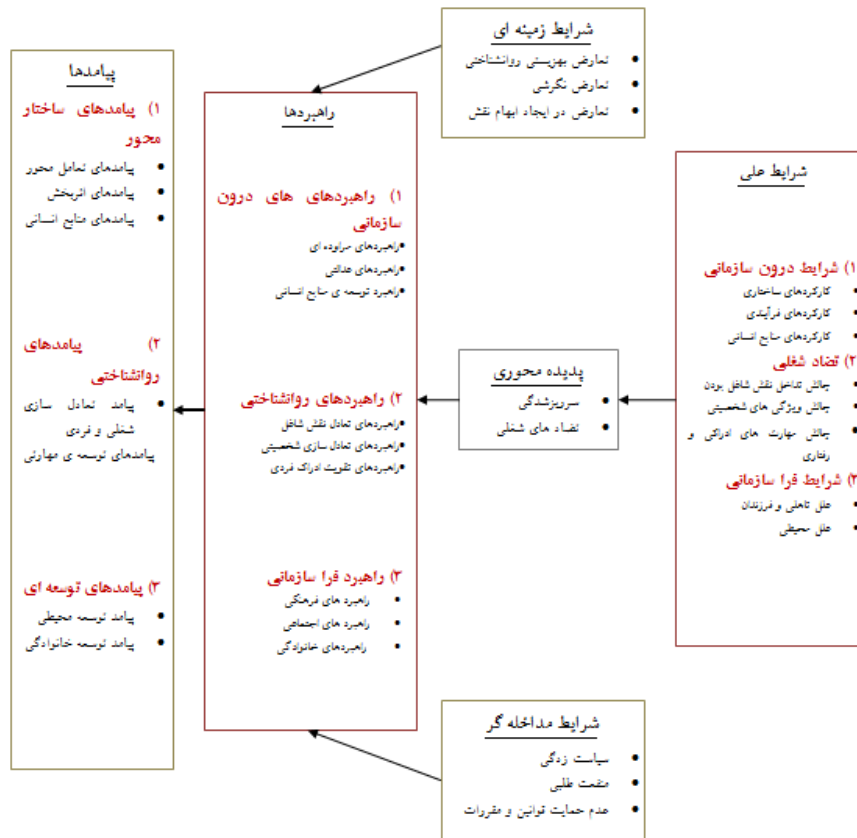 شرایط زمینه ای
تعارض بهزیستی روانشناختی
تعارض نگرشی
تعارض در ایجاد ابهام نقش
شرایط علی
۱) شرایط درون سازمانی
کارکردهای ساختاری
کارکردهای فرآیندی
کارکردهای منابع انسانی
۲) تضاد شغلی
چالش تداخل نقش شاغل بودن
چالش ویژگی های شخصیتی
چالش مهارت های ادراکی و
رفتاری
۳) شرایط فرا سازمانی
علل تاهلی و فرزندان
علل محیطی
پدیده محوری
سرریزشدگی
تضاد های شغلی
راهبردها
۱) راهبردهای های درون
سازمانی
راهبردهای مراوده ای
راهبردهای عدالتی
راهبرد توسعه ی منابع انسانی
۲) راهبردهای روانشناختی
راهبردهای تعادل نقش شاغل
راهبردهای تعادل سازی شخصیتی
راهبردهای تقویت ادراک فردی
۳) راهبرد فرا سازمانی
راهبرد های فرهنگی
راهبرد های اجتماعی
راهبردهای خانوادگی
شرایط مداخله گر
سیاست زدگی
منفعت طلبی
عدم حمایت قوانین و مقررات
پیامدها
۱) پیامدهای ساختار
محور
پیامدهای تعامل محور
پیامدهای اثربخش
پیامدهای منابع انسانی
۲) پیامدهای
روانشناختی
پیامد تعادل سازی
شغلی و فردی
پیامدهای توسعه ی مهارتی
۳) پیامدهای توسعه ای
پیامد توسعه محیطی
پیامد توسعه خانوادگی